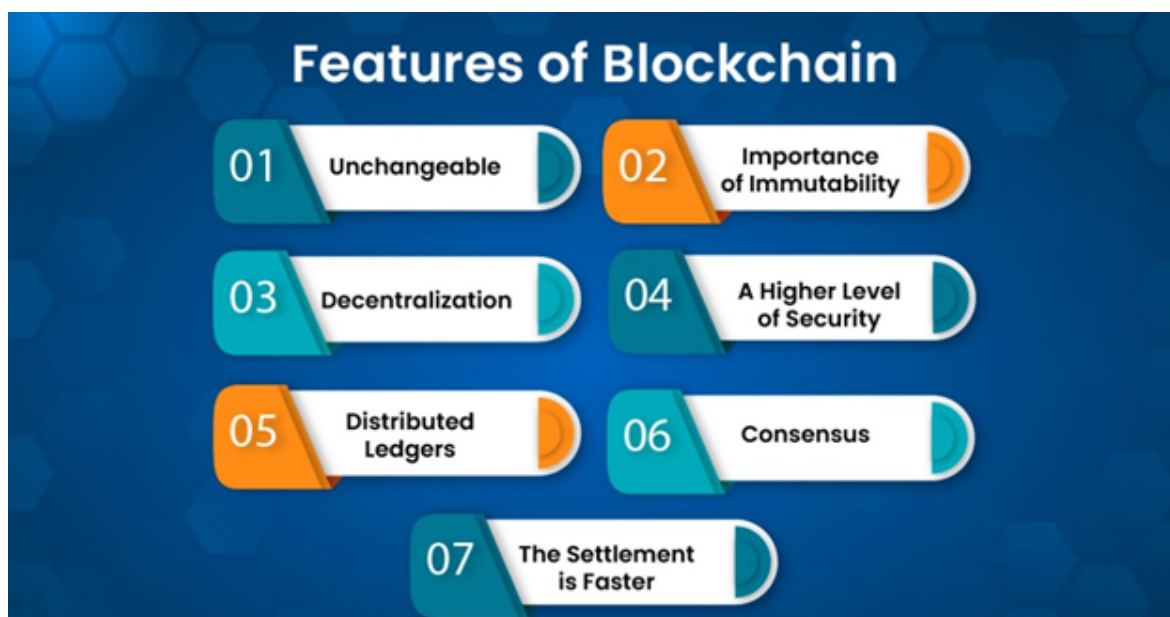 Features of Blockchain
01
Unchangeable
02
Importance
of Immutability
03
Decentralization
04
A Higher Level
of Security
05
Distributed
Ledgers
06
Consensus
07
The Settlement
is Faster